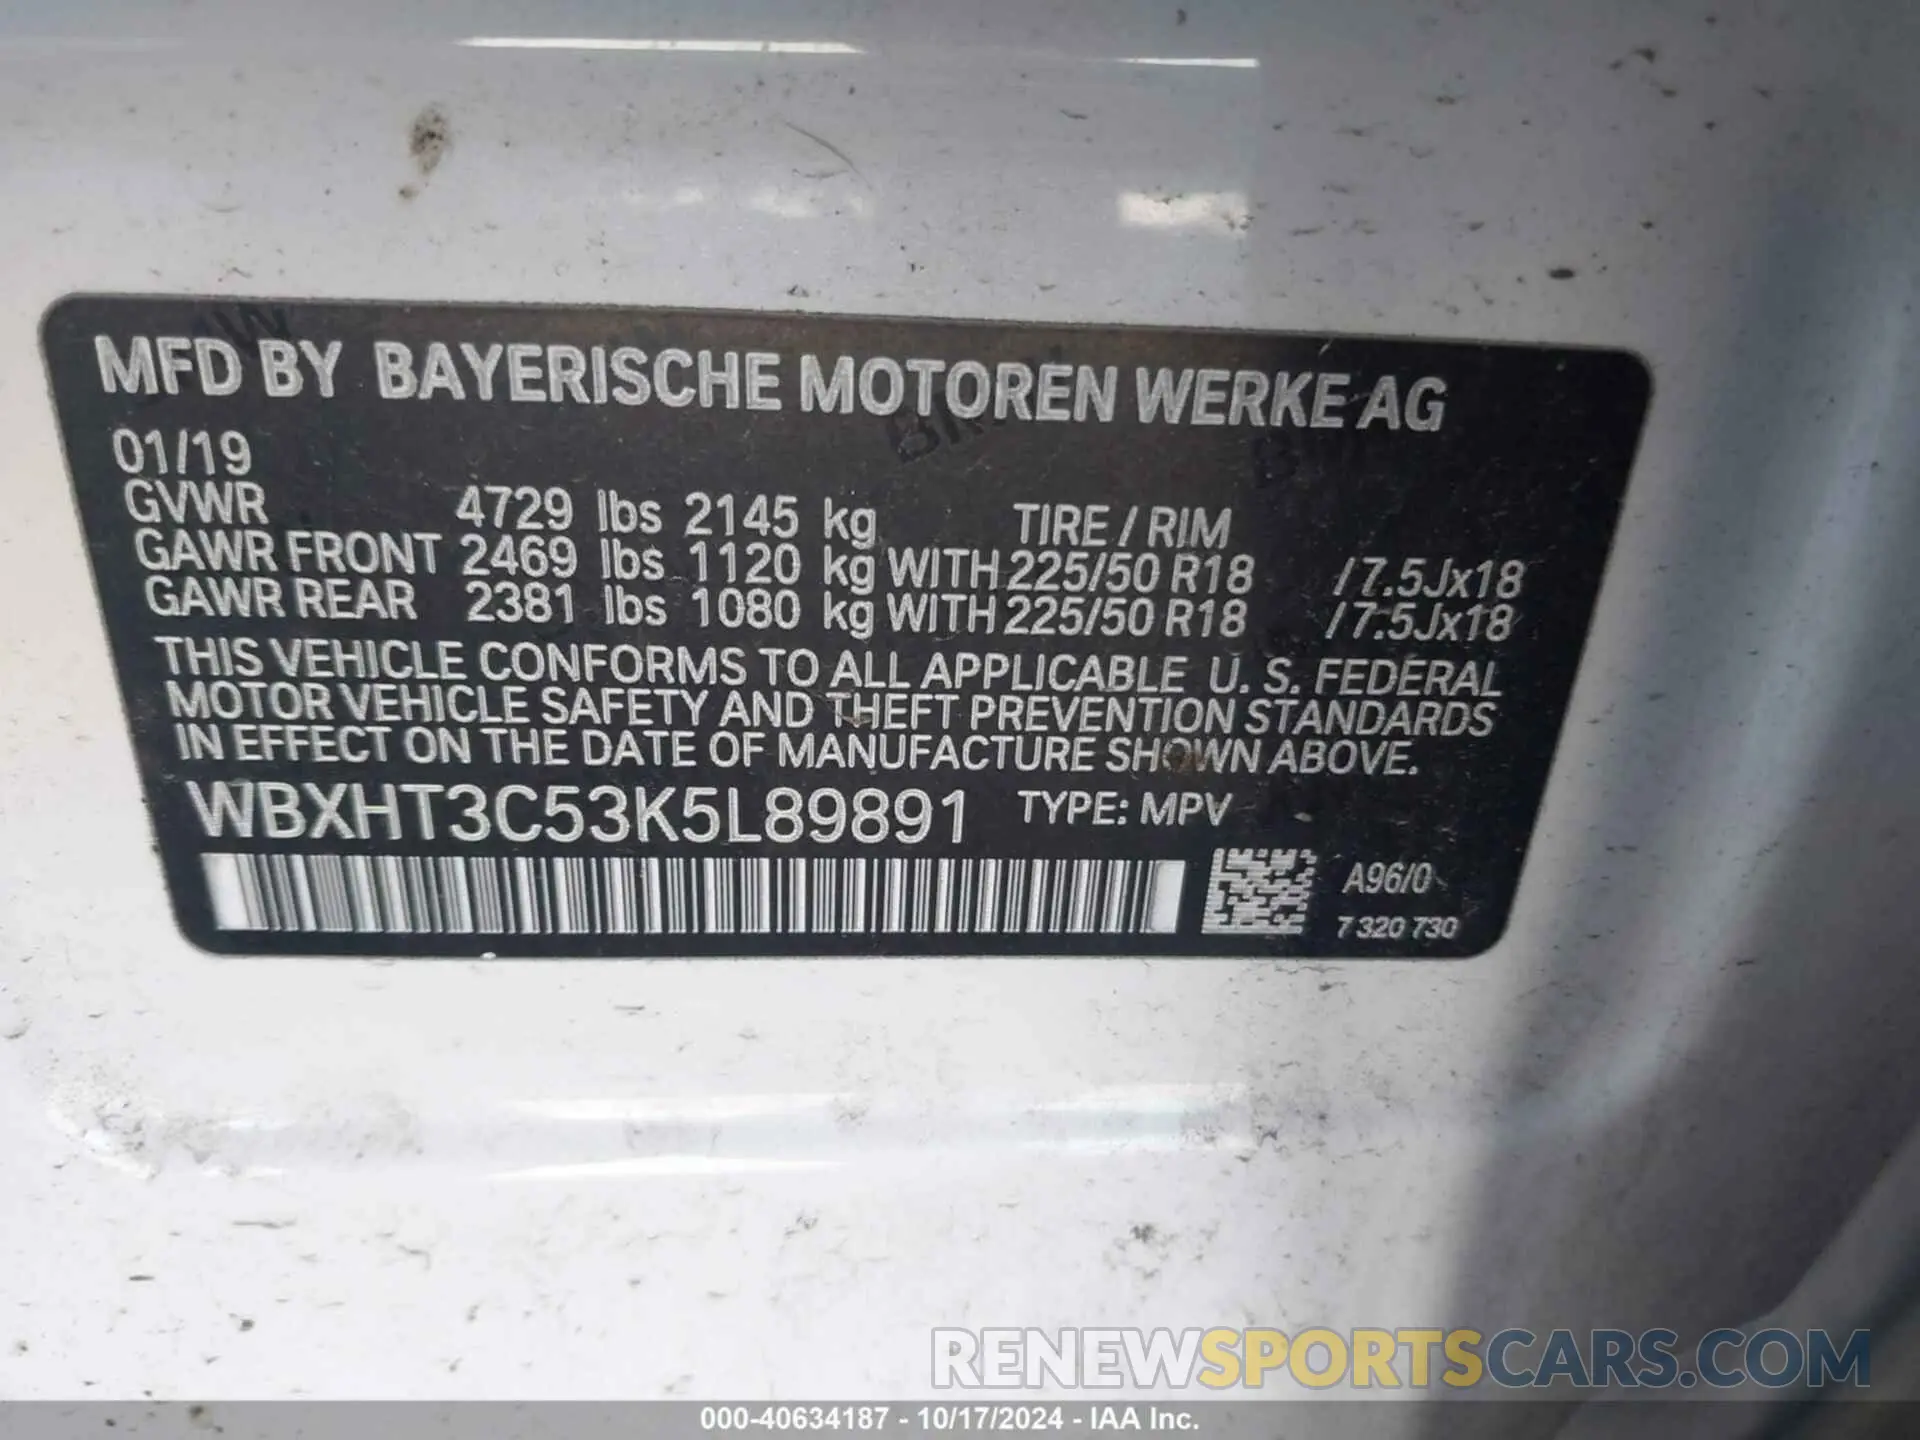 MFD BY BAYERISCHE MOTOREN WERKE AG
01/19
GVWR 4729 lbs 2145 kg TIRE / RIM
GAWR FRONT 2469 lbs 1120 kg WITH 225/50 R18 /7.5Jx18
GAWR REAR 2381 lbs 1080 kg WITH 225/50 R18 /7.5Jx18
THIS VEHICLE CONFORMS TO ALL APPLICABLE U. S. FEDERAL
MOTOR VEHICLE SAFETY AND THEFT PREVENTION STANDARDS
IN EFFECT ON THE DATE OF MANUFACTURE SHOWN ABOVE.
WBXHT3C53K5L89891 TYPE: MPV
A96/0
7 320 730
RENEWSPORTSCARS.COM
000-40634187 - 10/17/2024 - IAA Inc.